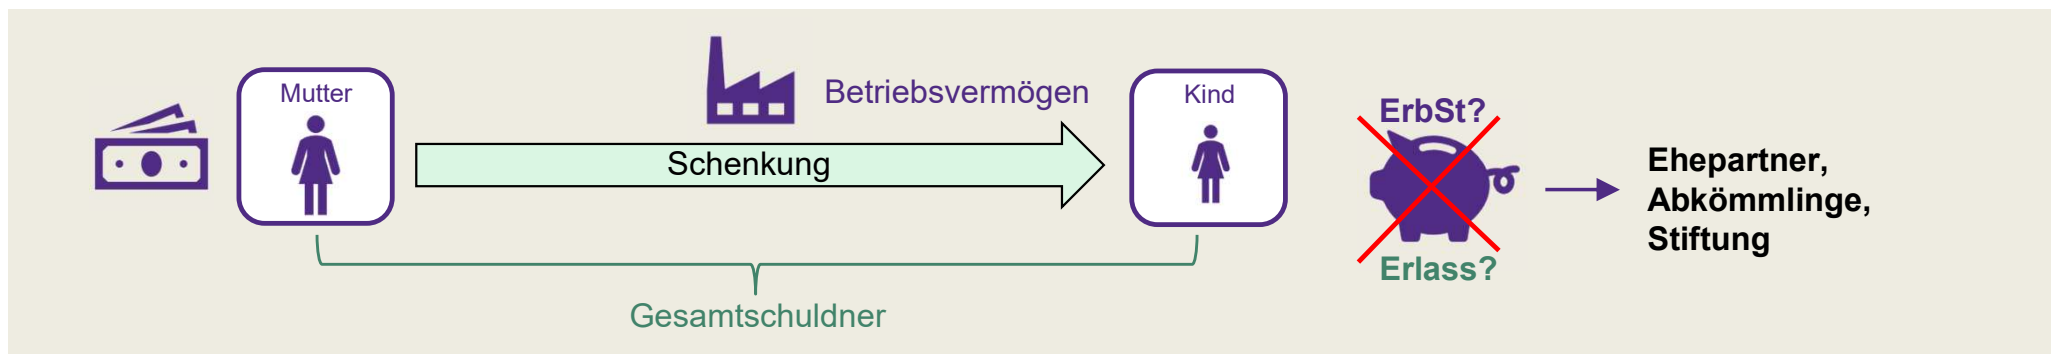 Mutter
Betriebsvermögen
Kind
Schenkung
ErbSt?
Erlass?
Ehepartner,
Abkömmlinge,
Stiftung
Gesamtschuldner